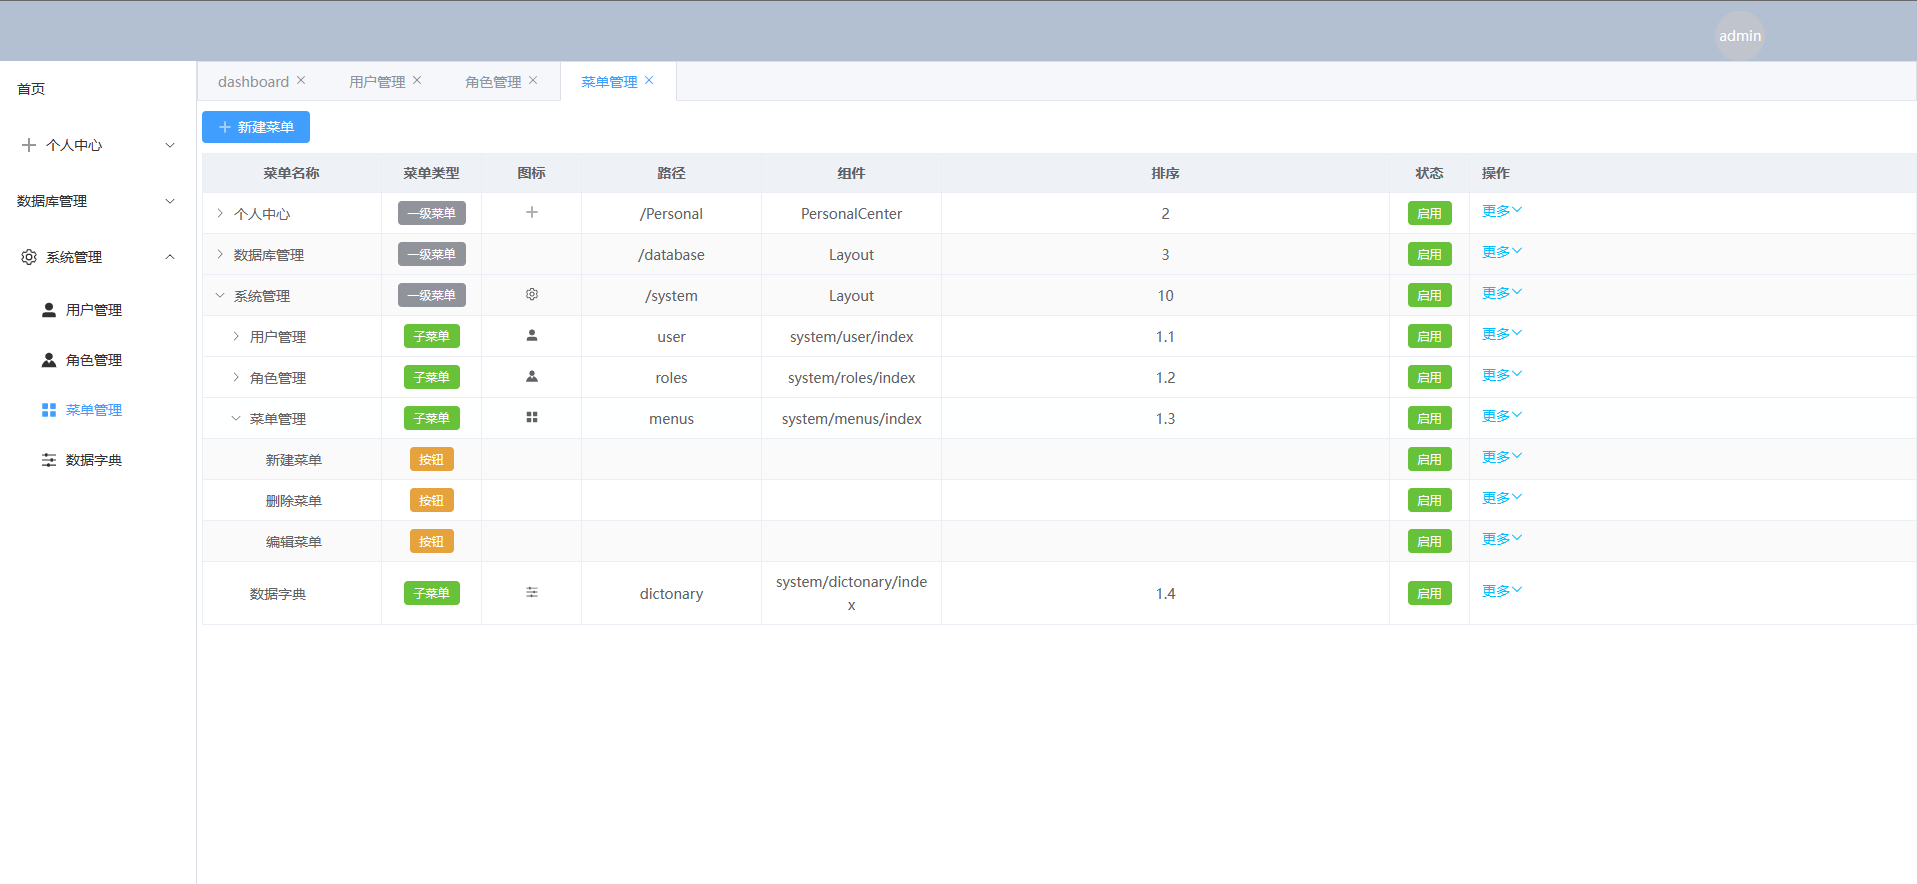 admin
首页
个人中心
数据库管理
系统管理
用户管理
角色管理
菜单管理
数据字典
dashboard 用户管理 角色管理 菜单管理
新建菜单
菜单名称 菜单类型 图标 路径 组件 排序 状态 操作
个人中心 一级菜单 /Personal PersonalCenter 2 启用 更多
数据库管理 一级菜单 /database Layout 3 启用 更多
系统管理 一级菜单 /system Layout 10 启用 更多
用户管理 子菜单 user system/user/index 1.1 启用 更多
角色管理 子菜单 roles system/roles/index 1.2 启用 更多
菜单管理 子菜单 menus system/menus/index 1.3 启用 更多
新建菜单 按钮 启用 更多
删除菜单 按钮 启用 更多
编辑菜单 按钮 启用 更多
数据字典 子菜单 dictonary system/dictonary/inde 1.4 启用 更多
x